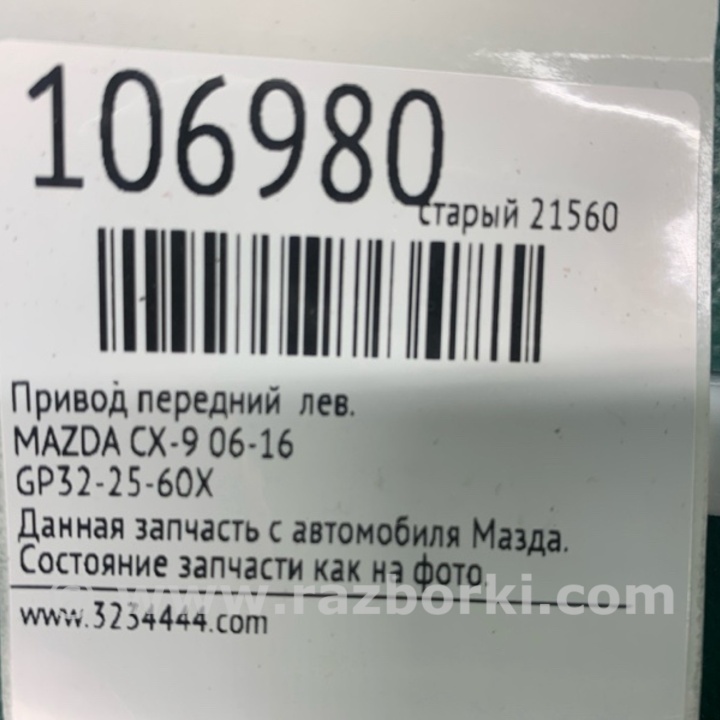 106980
старый 21560
Привод передний лев.
MAZDA CX-9 06-16
GP32-25-60X
Данная запчасть с автомобиля Мазда.
Состояние запчасти как на фото.
www.razborki.com
www.3234444.com